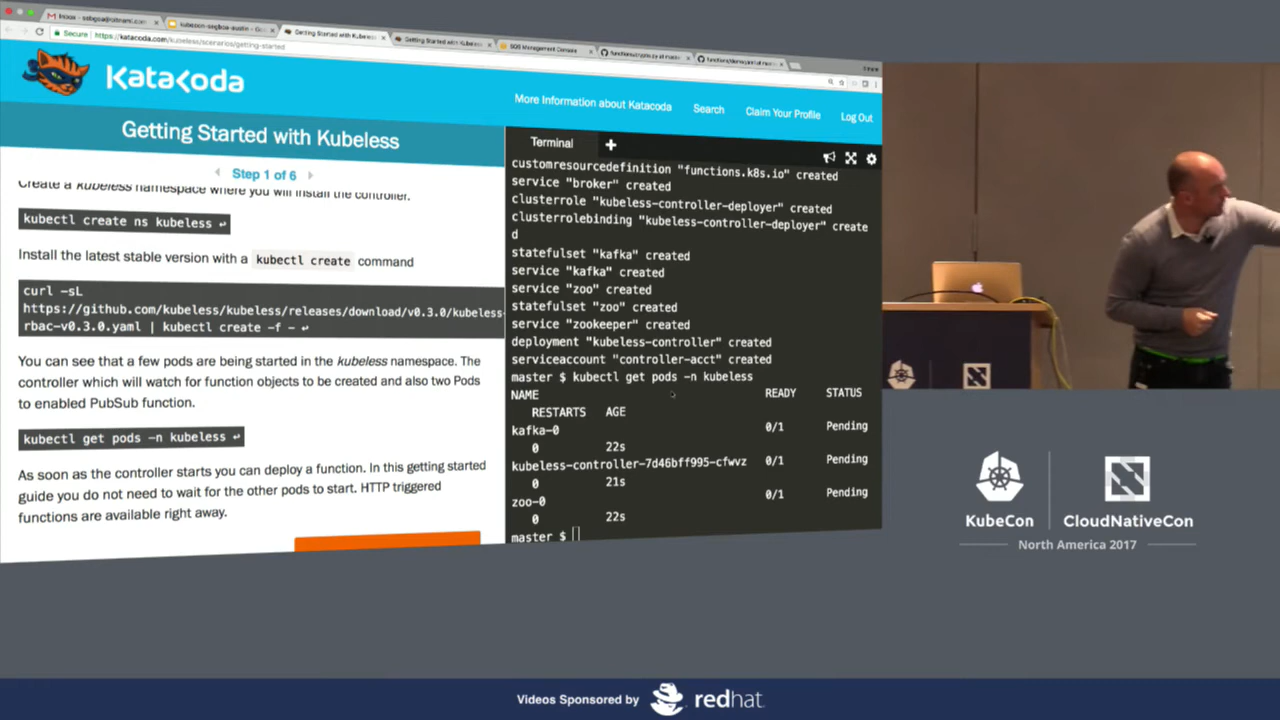 Secure
https://katacoda.com/kubeless/scenarios/getting-started
KataKoda
More Information about Katacoda
Search
Claim Your Profile
Log Out
Getting Started with Kubeless
Step 1 of 6
Create a Kubeless namespace where you will install the controller.
kubectl create ns kubeless ↵
Install the latest stable version with a kubectl create command
curl -sL
https://github.com/kubeless/kubeless/releases/download/v0.3.0/kubeless-
rbac-v0.3.0.yaml | kubectl create -f - ↵
You can see that a few pods are being started in the kubeless namespace. The
controller which will watch for function objects to be created and also two Pods
to enabled PubSub function.
kubectl get pods -n kubeless ↵
As soon as the controller starts you can deploy a function. In this getting started
guide you do not need to wait for the other pods to start. HTTP triggered
functions are available right away.
Terminal +
customresourcedefinition "functions.k8s.io" created
service "broker" created
clusterrole "kubeless-controller-deployer" created
clusterrolebinding "kubeless-controller-deployer" create
d
statefulset "kafka" created
service "kafka" created
service "zoo" created
statefulset "zoo" created
service "zookeeper" created
deployment "kubeless-controller" created
serviceaccount "controller-acct" created
master $ kubectl get pods -n kubeless
NAME READY STATUS
RESTARTS AGE
kafka-0 0/1 Pending
0 22s
kubeless-controller-7d46bff995-cfwvz 0/1 Pending
0 21s
zoo-0 0/1 Pending
0 22s
master $
KubeCon
CloudNativeCon
North America 2017
Videos Sponsored by
redhat